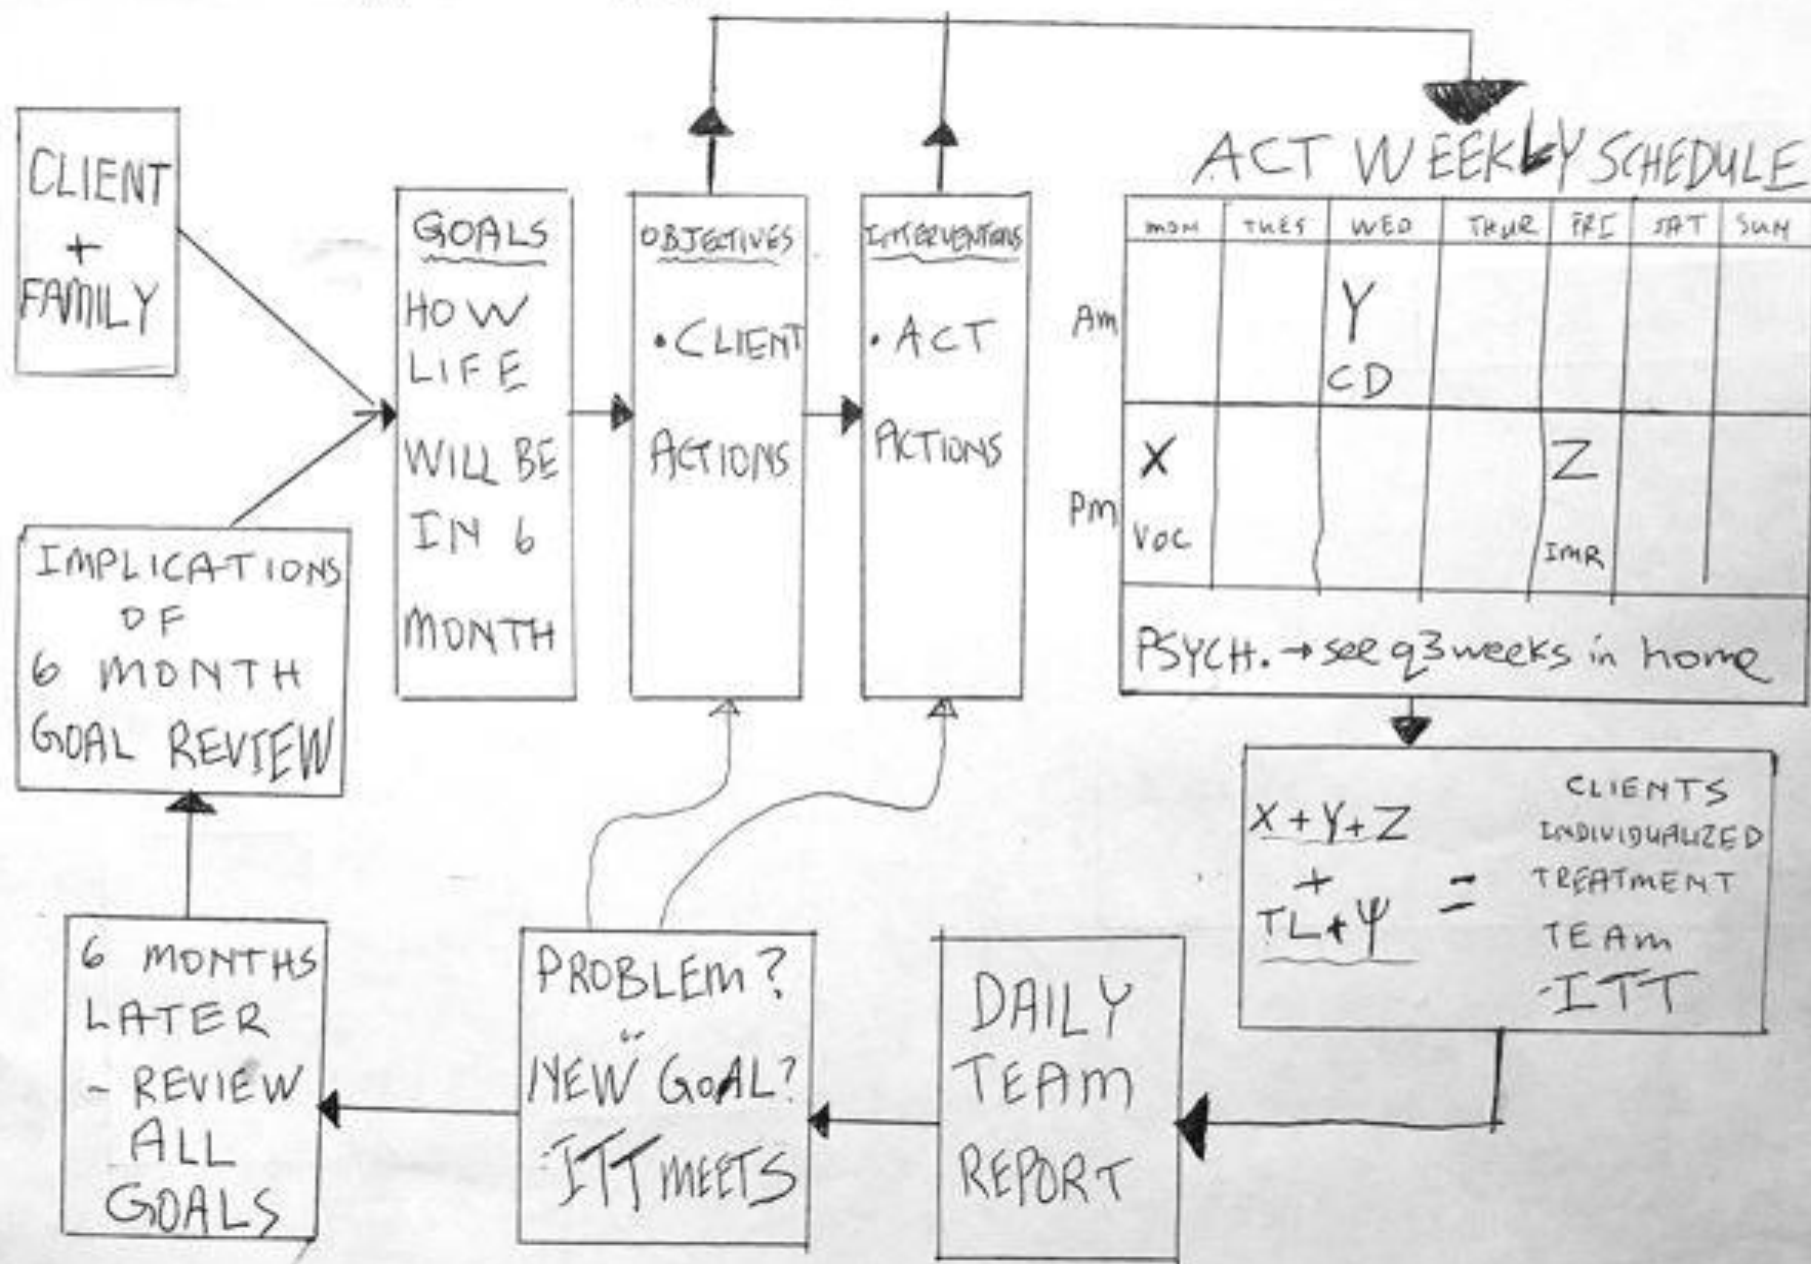 CLIENT
+
FAMILY
GOALS
HOW
LIFE
WILL BE
IN 6
MONTH
OBJECTIVES
• CLIENT
ACTIONS
INTERVENTIONS
• ACT
ACTIONS
ACT WEEKLY SCHEDULE
MON TUES WED THUR FRI SAT SUN
Am
Y
CD
Pm
X
VOC
Z
IMR
PSYCH. → see q3weeks in home
X + Y + Z
+
TL + Ψ
=
CLIENTS
INDIVIDUALIZED
TREATMENT
TEAM
-ITT
DAILY
TEAM
REPORT
PROBLEM?
NEW GOAL?
-ITT MEETS
6 MONTHS
LATER
- REVIEW
ALL
GOALS
IMPLICATIONS
OF
6 MONTH
GOAL REVIEW